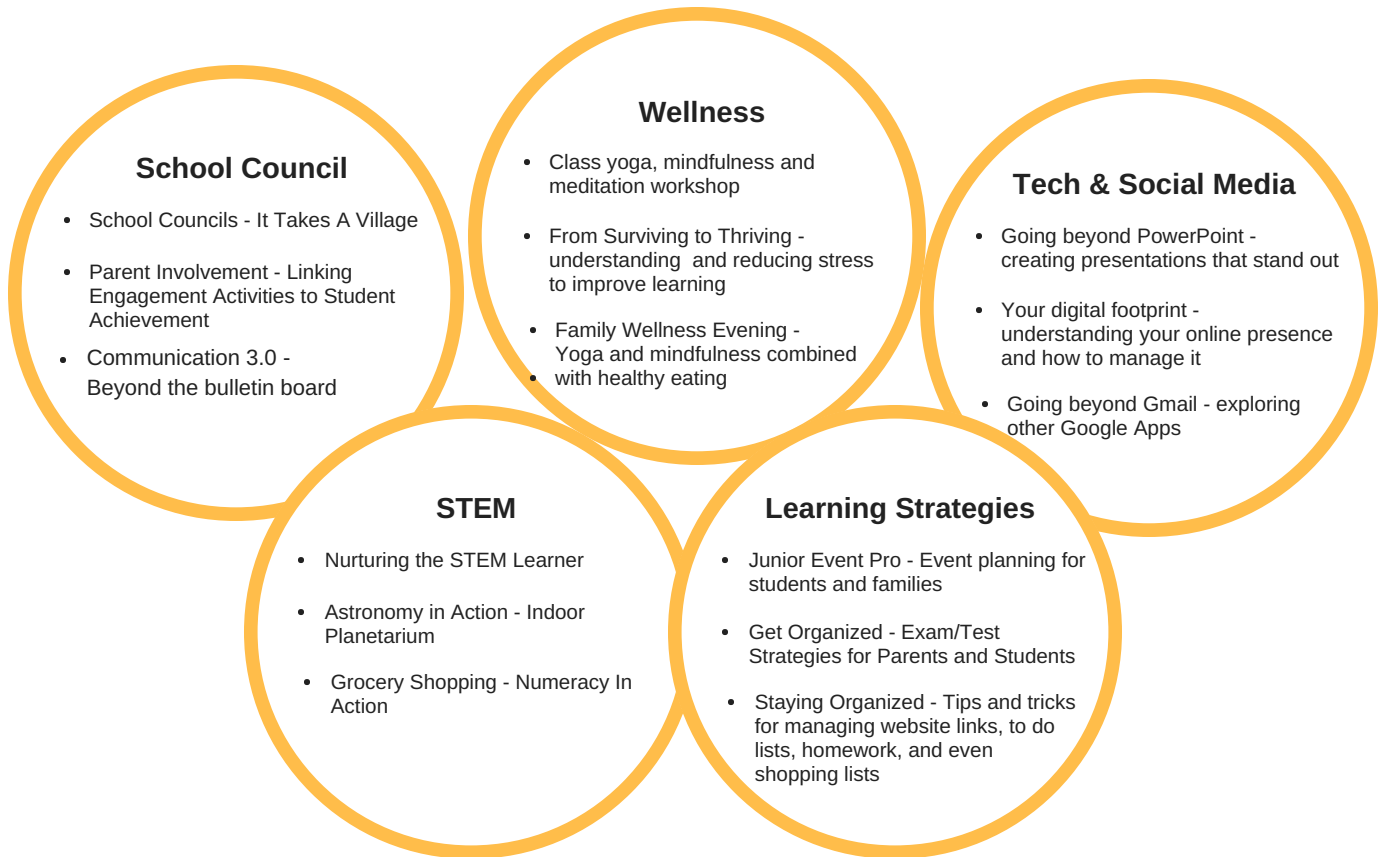 School Council
• School Councils - It Takes A Village
• Parent Involvement - Linking
Engagement Activities to Student
Achievement
• Communication 3.0 -
Beyond the bulletin board
Wellness
• Class yoga, mindfulness and
meditation workshop
• From Surviving to Thriving -
understanding  and reducing stress
to improve learning
• Family Wellness Evening -
Yoga and mindfulness combined
• with healthy eating
Tech & Social Media
• Going beyond PowerPoint -
creating presentations that stand out
• Your digital footprint -
understanding your online presence
and how to manage it
• Going beyond Gmail - exploring
other Google Apps
STEM
• Nurturing the STEM Learner
• Astronomy in Action - Indoor
Planetarium
• Grocery Shopping - Numeracy In
Action
Learning Strategies
• Junior Event Pro - Event planning for
students and families
• Get Organized - Exam/Test
Strategies for Parents and Students
• Staying Organized - Tips and tricks
for managing website links, to do
lists, homework, and even
shopping lists